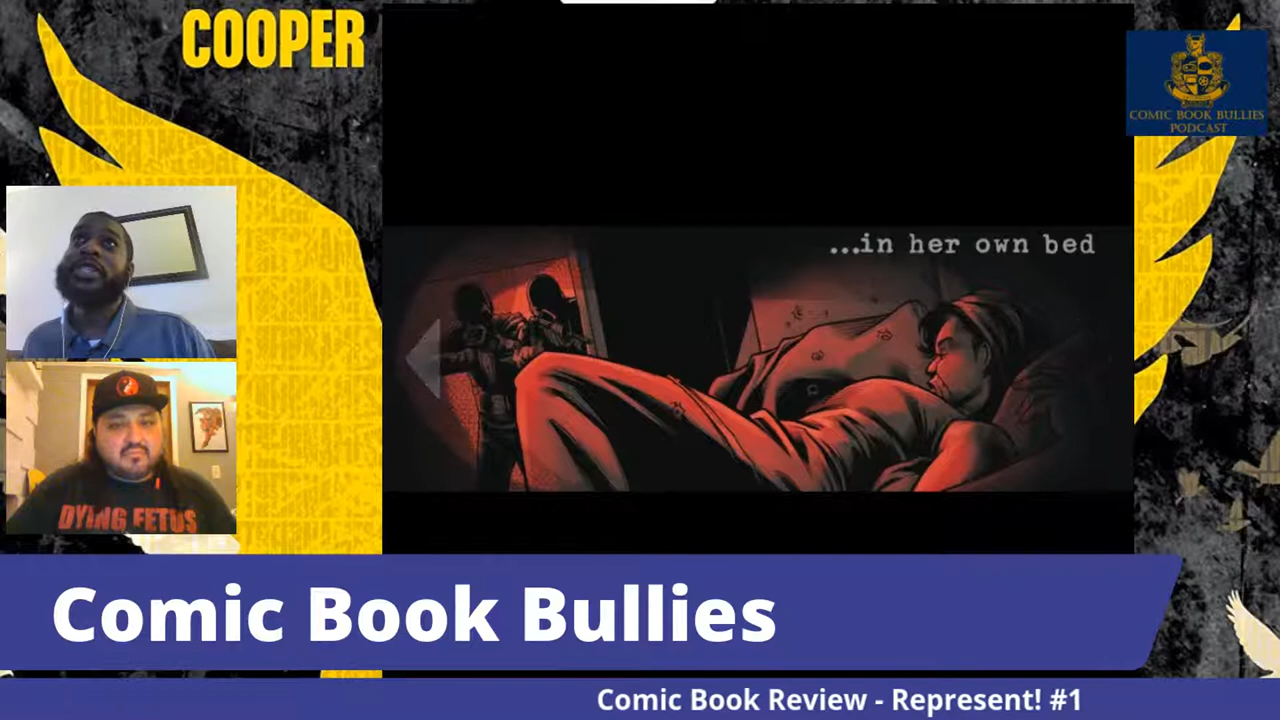 COOPER
COMIC BOOK BULLIES
PODCAST
...in her own bed
DYING FETUS
Comic Book Bullies
Comic Book Review - Represent! #1